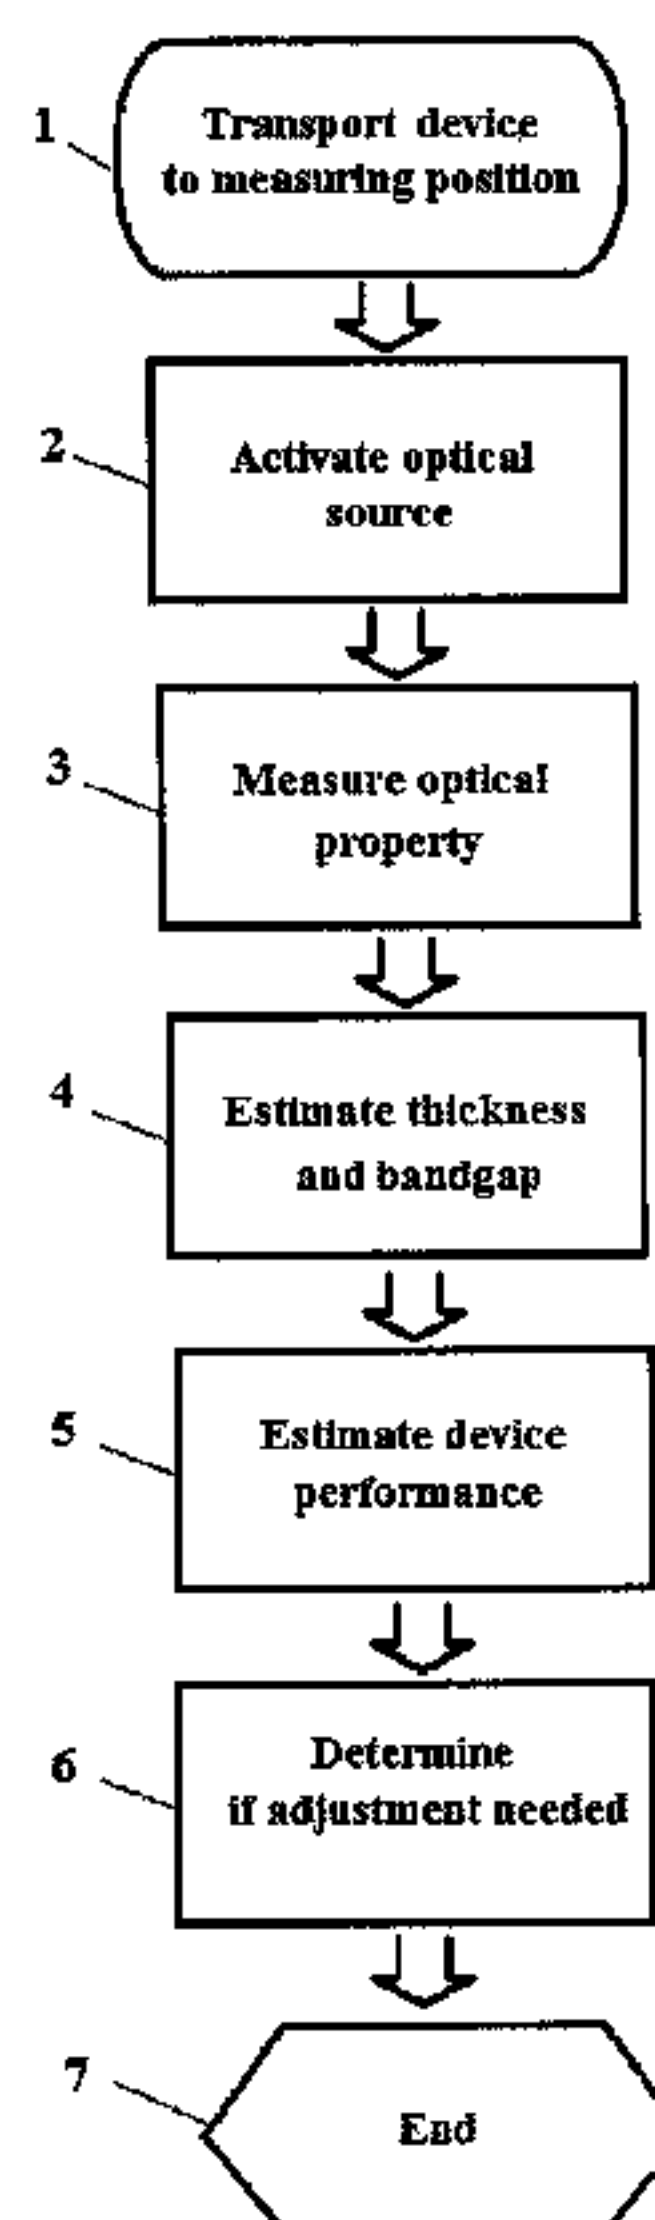 1
Transport device
to measuring position
2
Activate optical
source
3
Measure optical
property
4
Estimate thickness
and bandgap
5
Estimate device
performance
6
Determine
if adjustment needed
7
End